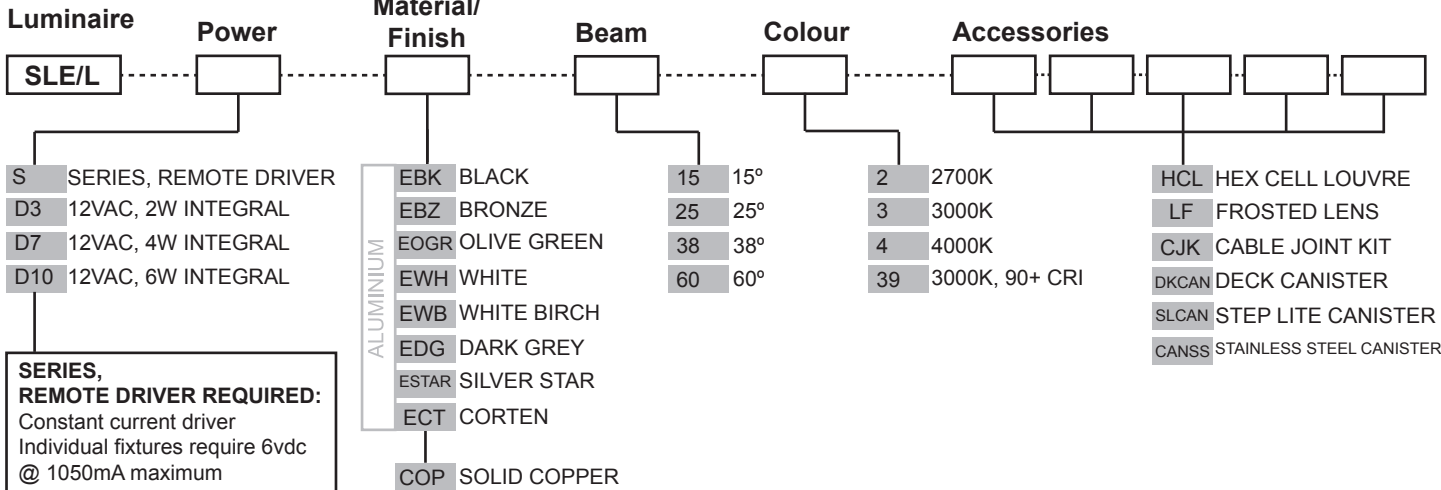 Luminaire
Power
Material/
Finish
Beam
Colour
Accessories
SLE/L
S SERIES, REMOTE DRIVER
D3 12VAC, 2W INTEGRAL
D7 12VAC, 4W INTEGRAL
D10 12VAC, 6W INTEGRAL
SERIES,
REMOTE DRIVER REQUIRED:
Constant current driver
Individual fixtures require 6vdc
@ 1050mA maximum
ALUMINIUM
EBK BLACK
EBZ BRONZE
EOGR OLIVE GREEN
EWH WHITE
EWB WHITE BIRCH
EDG DARK GREY
ESTAR SILVER STAR
ECT CORTEN
COP SOLID COPPER
15 15º
25 25º
38 38º
60 60º
2 2700K
3 3000K
4 4000K
39 3000K, 90+ CRI
HCL HEX CELL LOUVRE
LF FROSTED LENS
CJK CABLE JOINT KIT
DKCAN DECK CANISTER
SLCAN STEP LITE CANISTER
CANSS STAINLESS STEEL CANISTER